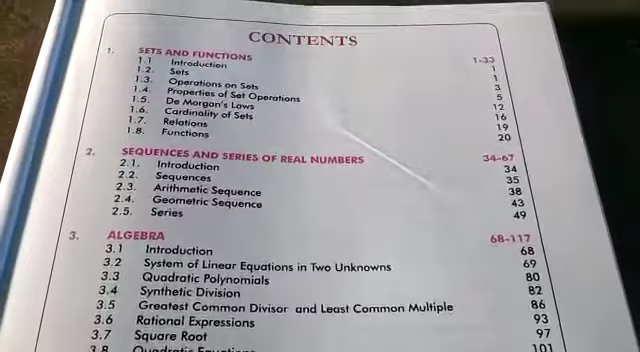 CONTENTS
1. SETS AND FUNCTIONS 1-33
1.1 Introduction 1
1.2. Sets 1
1.3. Operations on Sets 3
1.4. Properties of Set Operations 5
1.5. De Morgan's Laws 12
1.6. Cardinality of Sets 16
1.7. Relations 19
1.8. Functions 20
2. SEQUENCES AND SERIES OF REAL NUMBERS 34-67
2.1. Introduction 34
2.2. Sequences 35
2.3. Arithmetic Sequence 38
2.4. Geometric Sequence 43
2.5. Series 49
3. ALGEBRA 68-117
3.1 Introduction 68
3.2 System of Linear Equations in Two Unknowns 69
3.3 Quadratic Polynomials 80
3.4 Synthetic Division 82
3.5 Greatest Common Divisor and Least Common Multiple 86
3.6 Rational Expressions 93
3.7 Square Root 97
3.8 Quadratic Equations 101